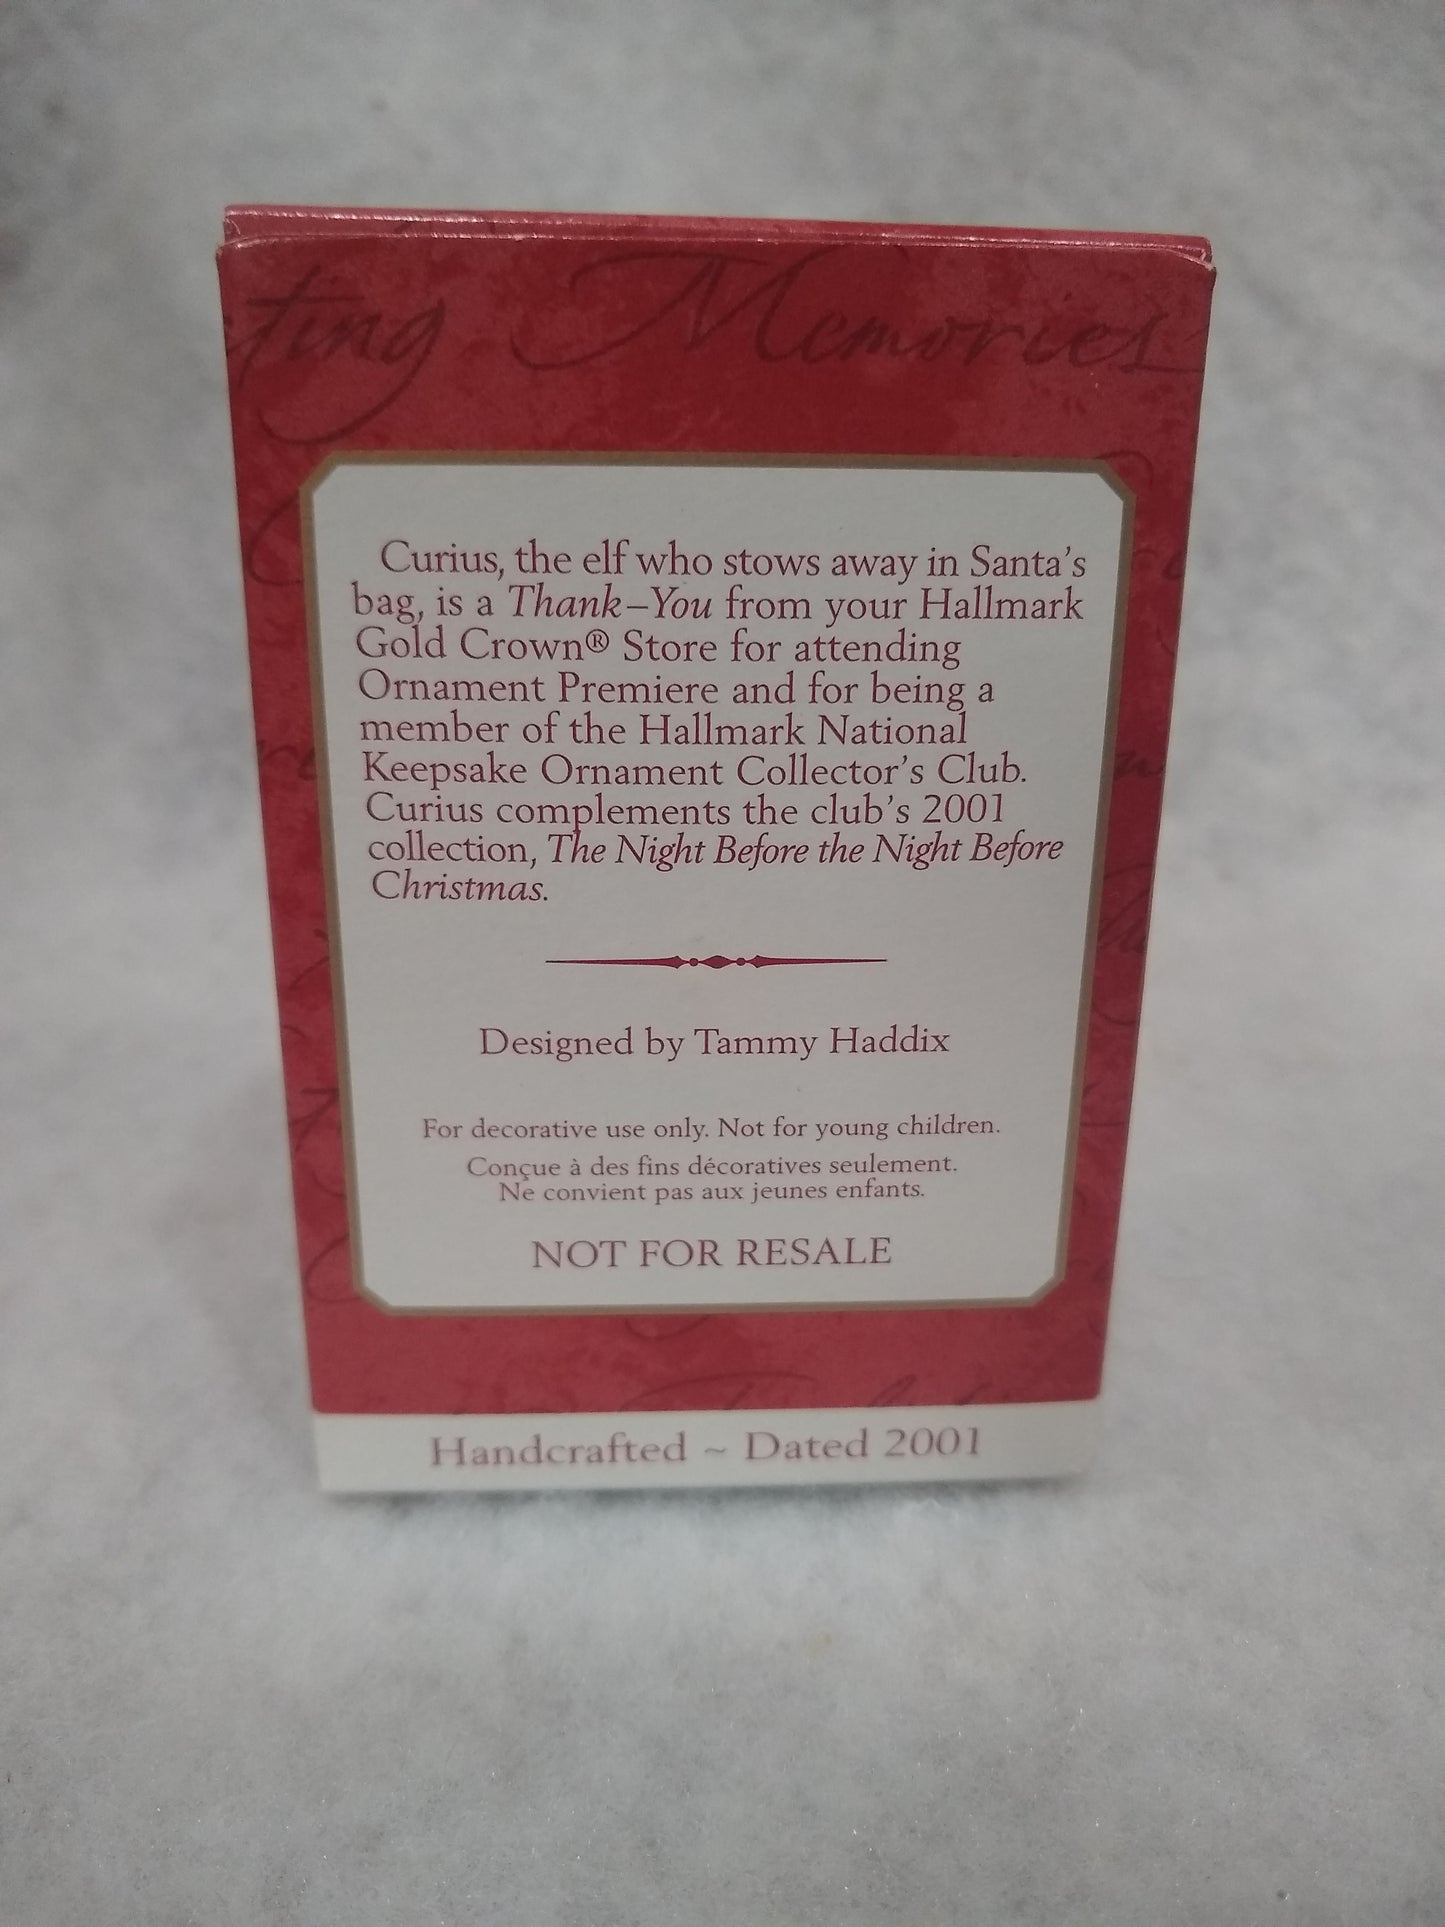 ting Memories
Curius, the elf who stows away in Santa's
bag, is a Thank–You from your Hallmark
Gold Crown® Store for attending
Ornament Premiere and for being a
member of the Hallmark National
Keepsake Ornament Collector's Club.
Curius complements the club's 2001
collection, The Night Before the Night Before
Christmas.
Designed by Tammy Haddix
For decorative use only. Not for young children.
Conçue à des fins décoratives seulement.
Ne convient pas aux jeunes enfants.
NOT FOR RESALE
Handcrafted ~ Dated 2001